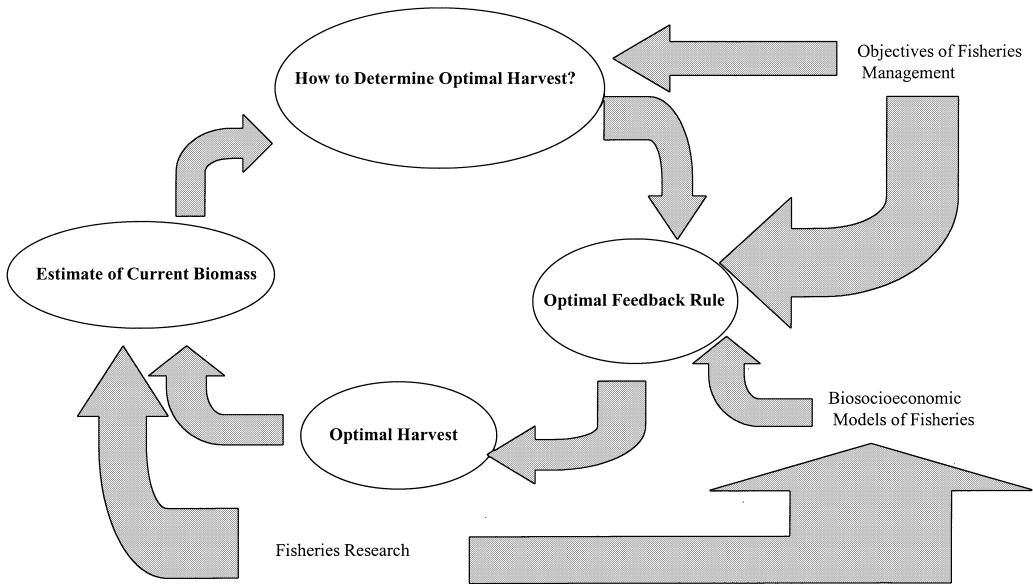 How to Determine Optimal Harvest?
Objectives of Fisheries
Management
Estimate of Current Biomass
Optimal Feedback Rule
Biosocioeconomic
Models of Fisheries
Optimal Harvest
Fisheries Research